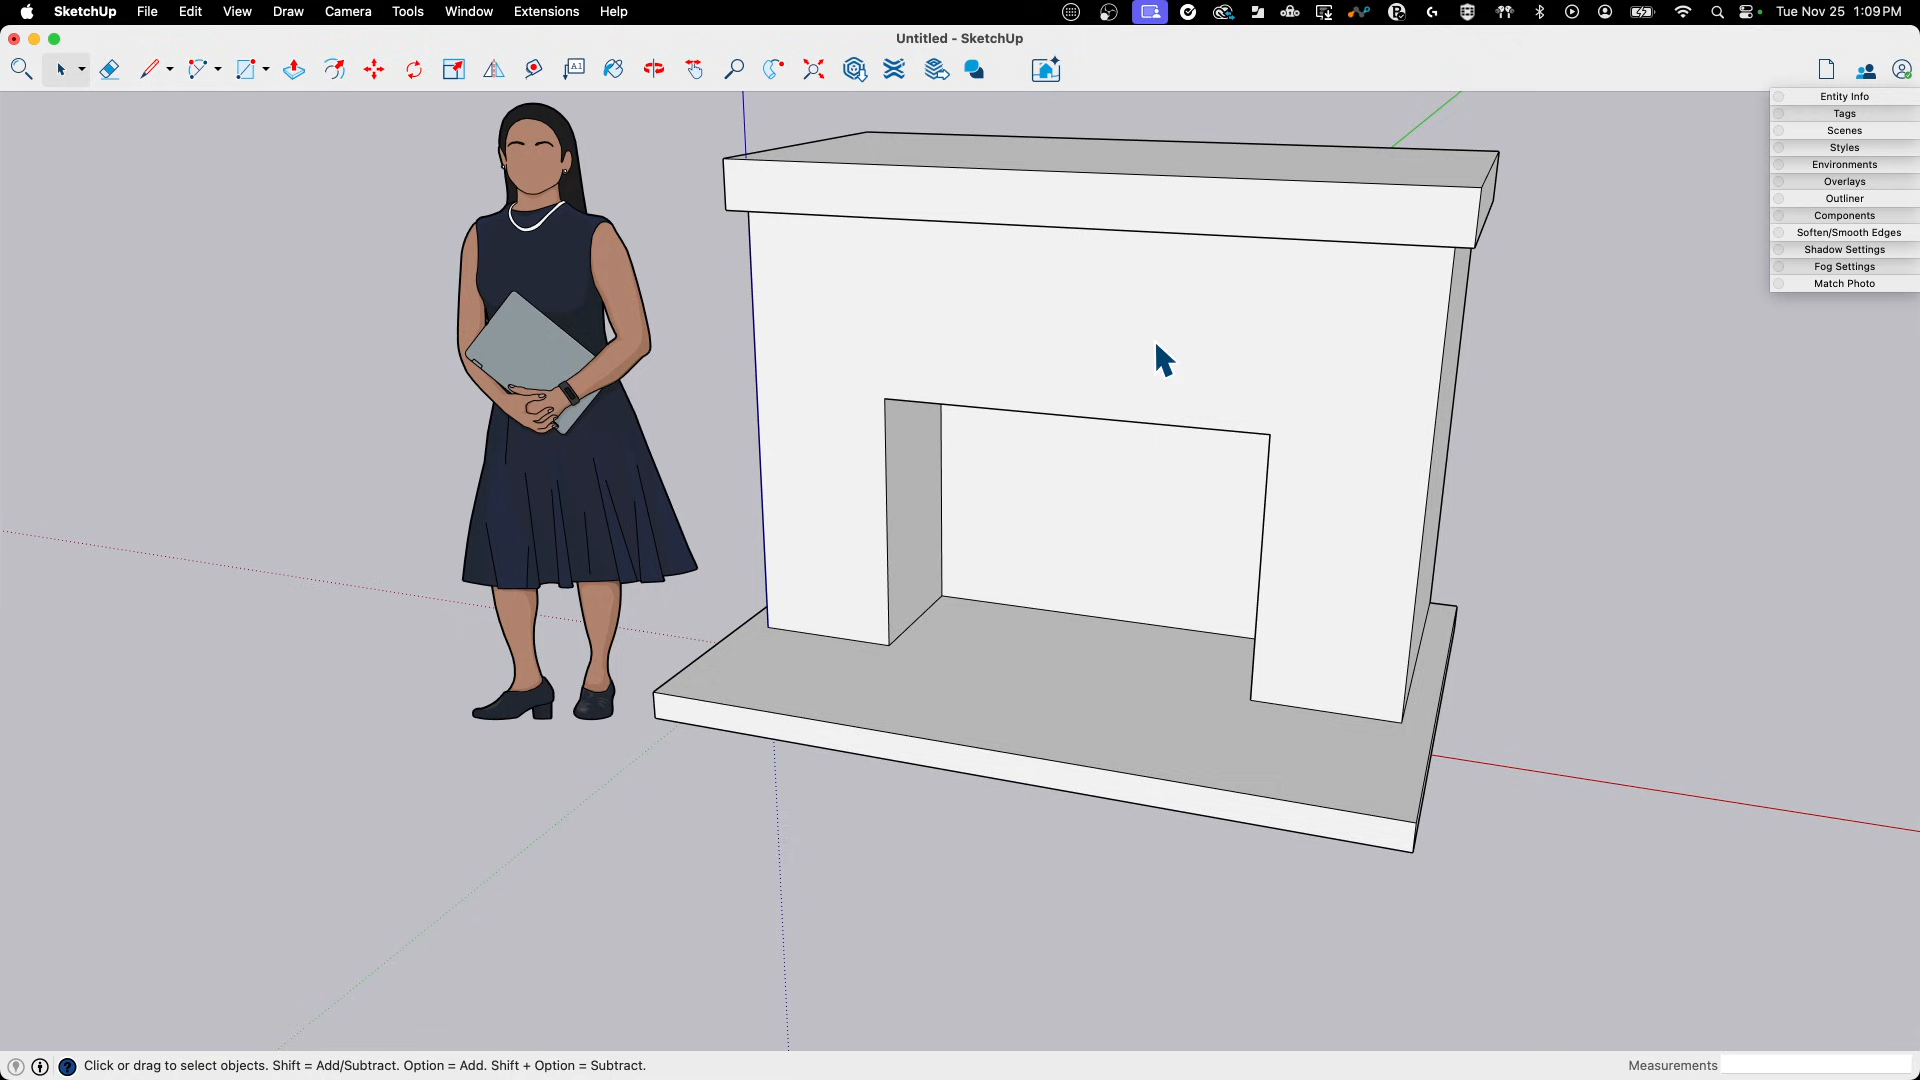 SketchUp File Edit View Draw Camera Tools Window Extensions Help Tue Nov 25 1:09 PM
Untitled - SketchUp
A1
Entity Info
Tags
Scenes
Styles
Environments
Overlays
Outliner
Components
Soften/Smooth Edges
Shadow Settings
Fog Settings
Match Photo
Click or drag to select objects. Shift = Add/Subtract. Option = Add. Shift + Option = Subtract.
Measurements